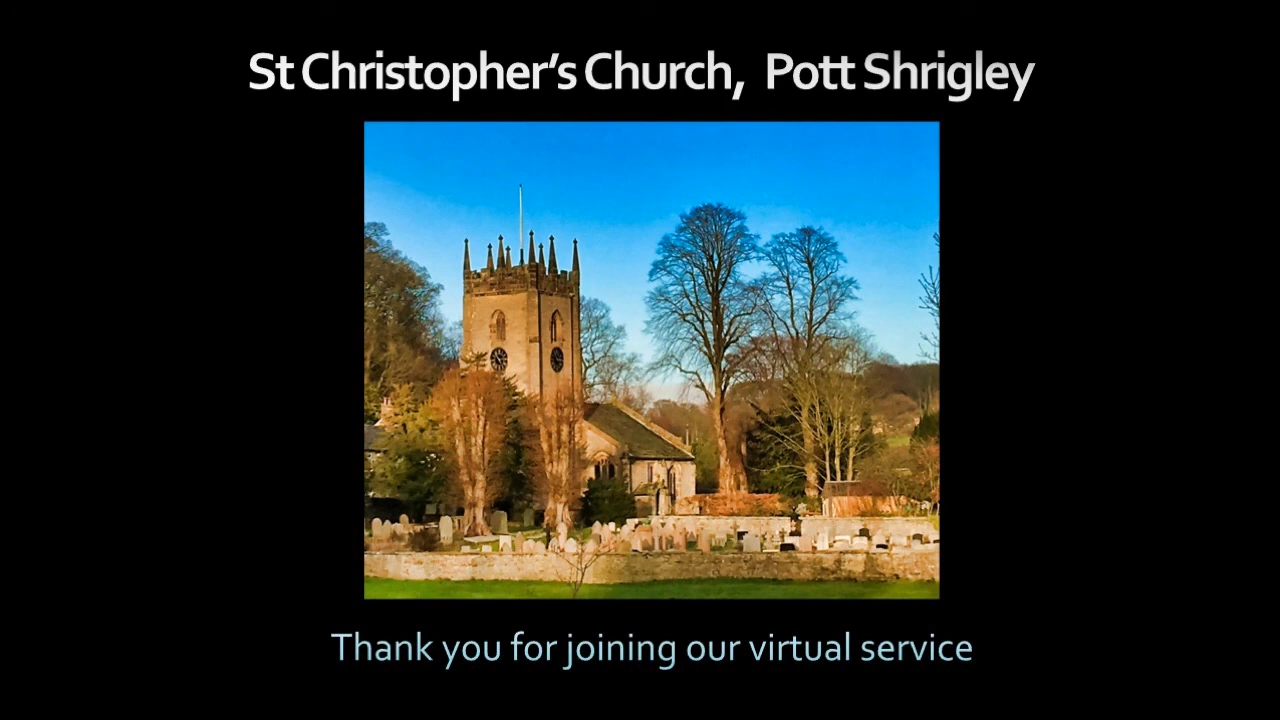 St Christopher’s Church, Pott Shrigley
Thank you for joining our virtual service